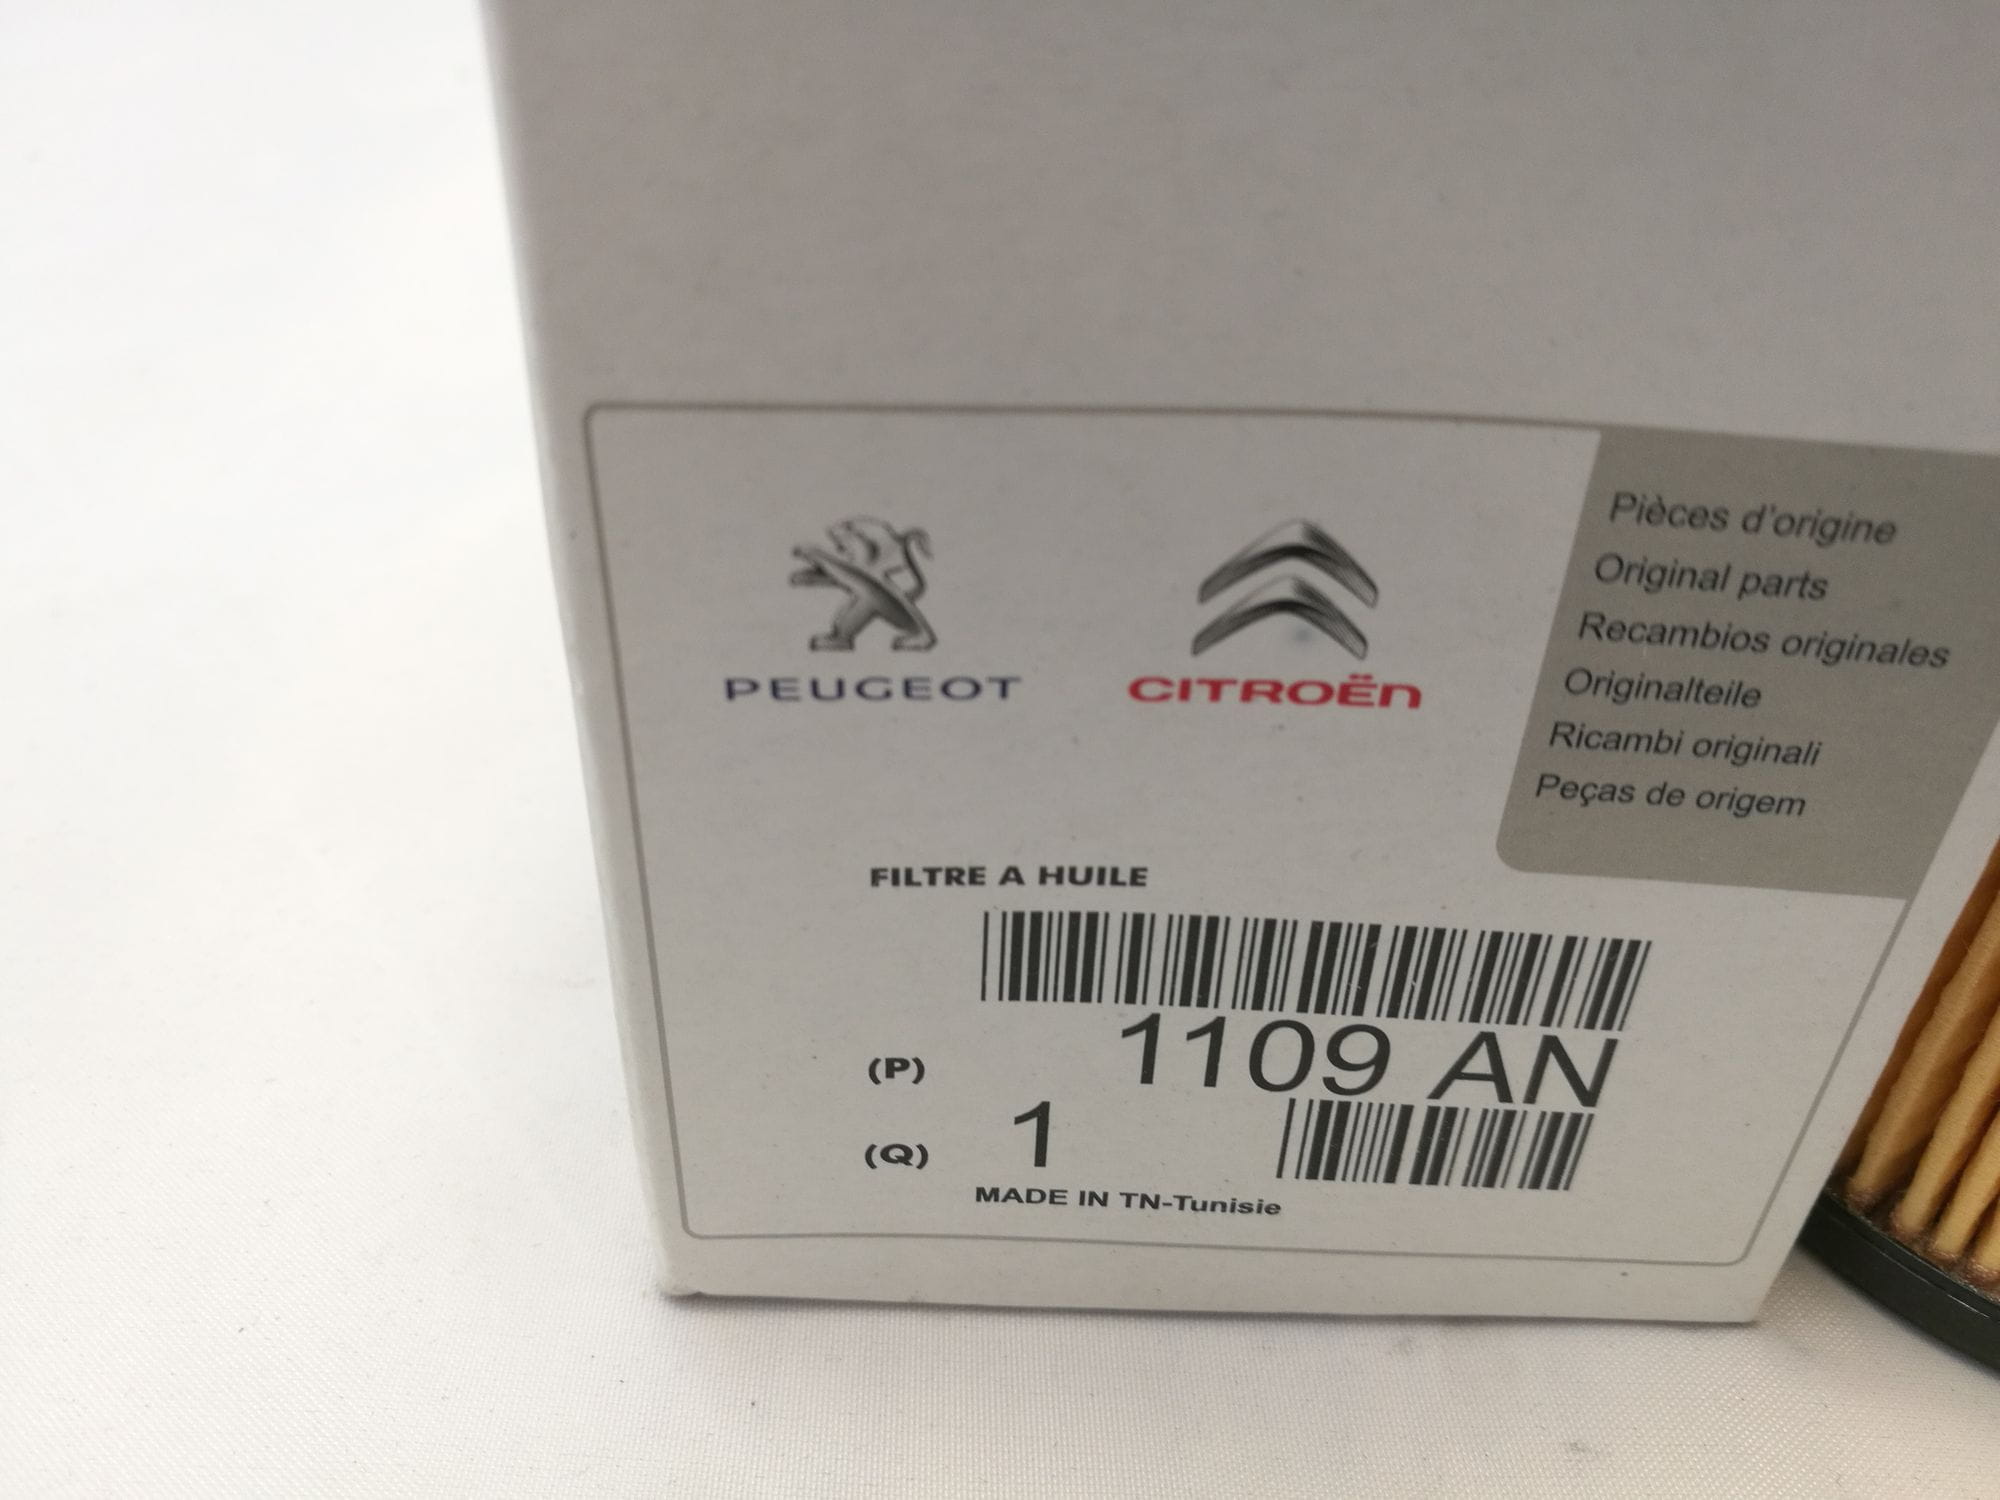 PEUGEOT
CITROËN
Pièces d'origine
Original parts
Recambios originales
Originalteile
Ricambi originali
Peças de origem
FILTRE A HUILE
(P) 1109 AN
(Q) 1
MADE IN TN-Tunisie